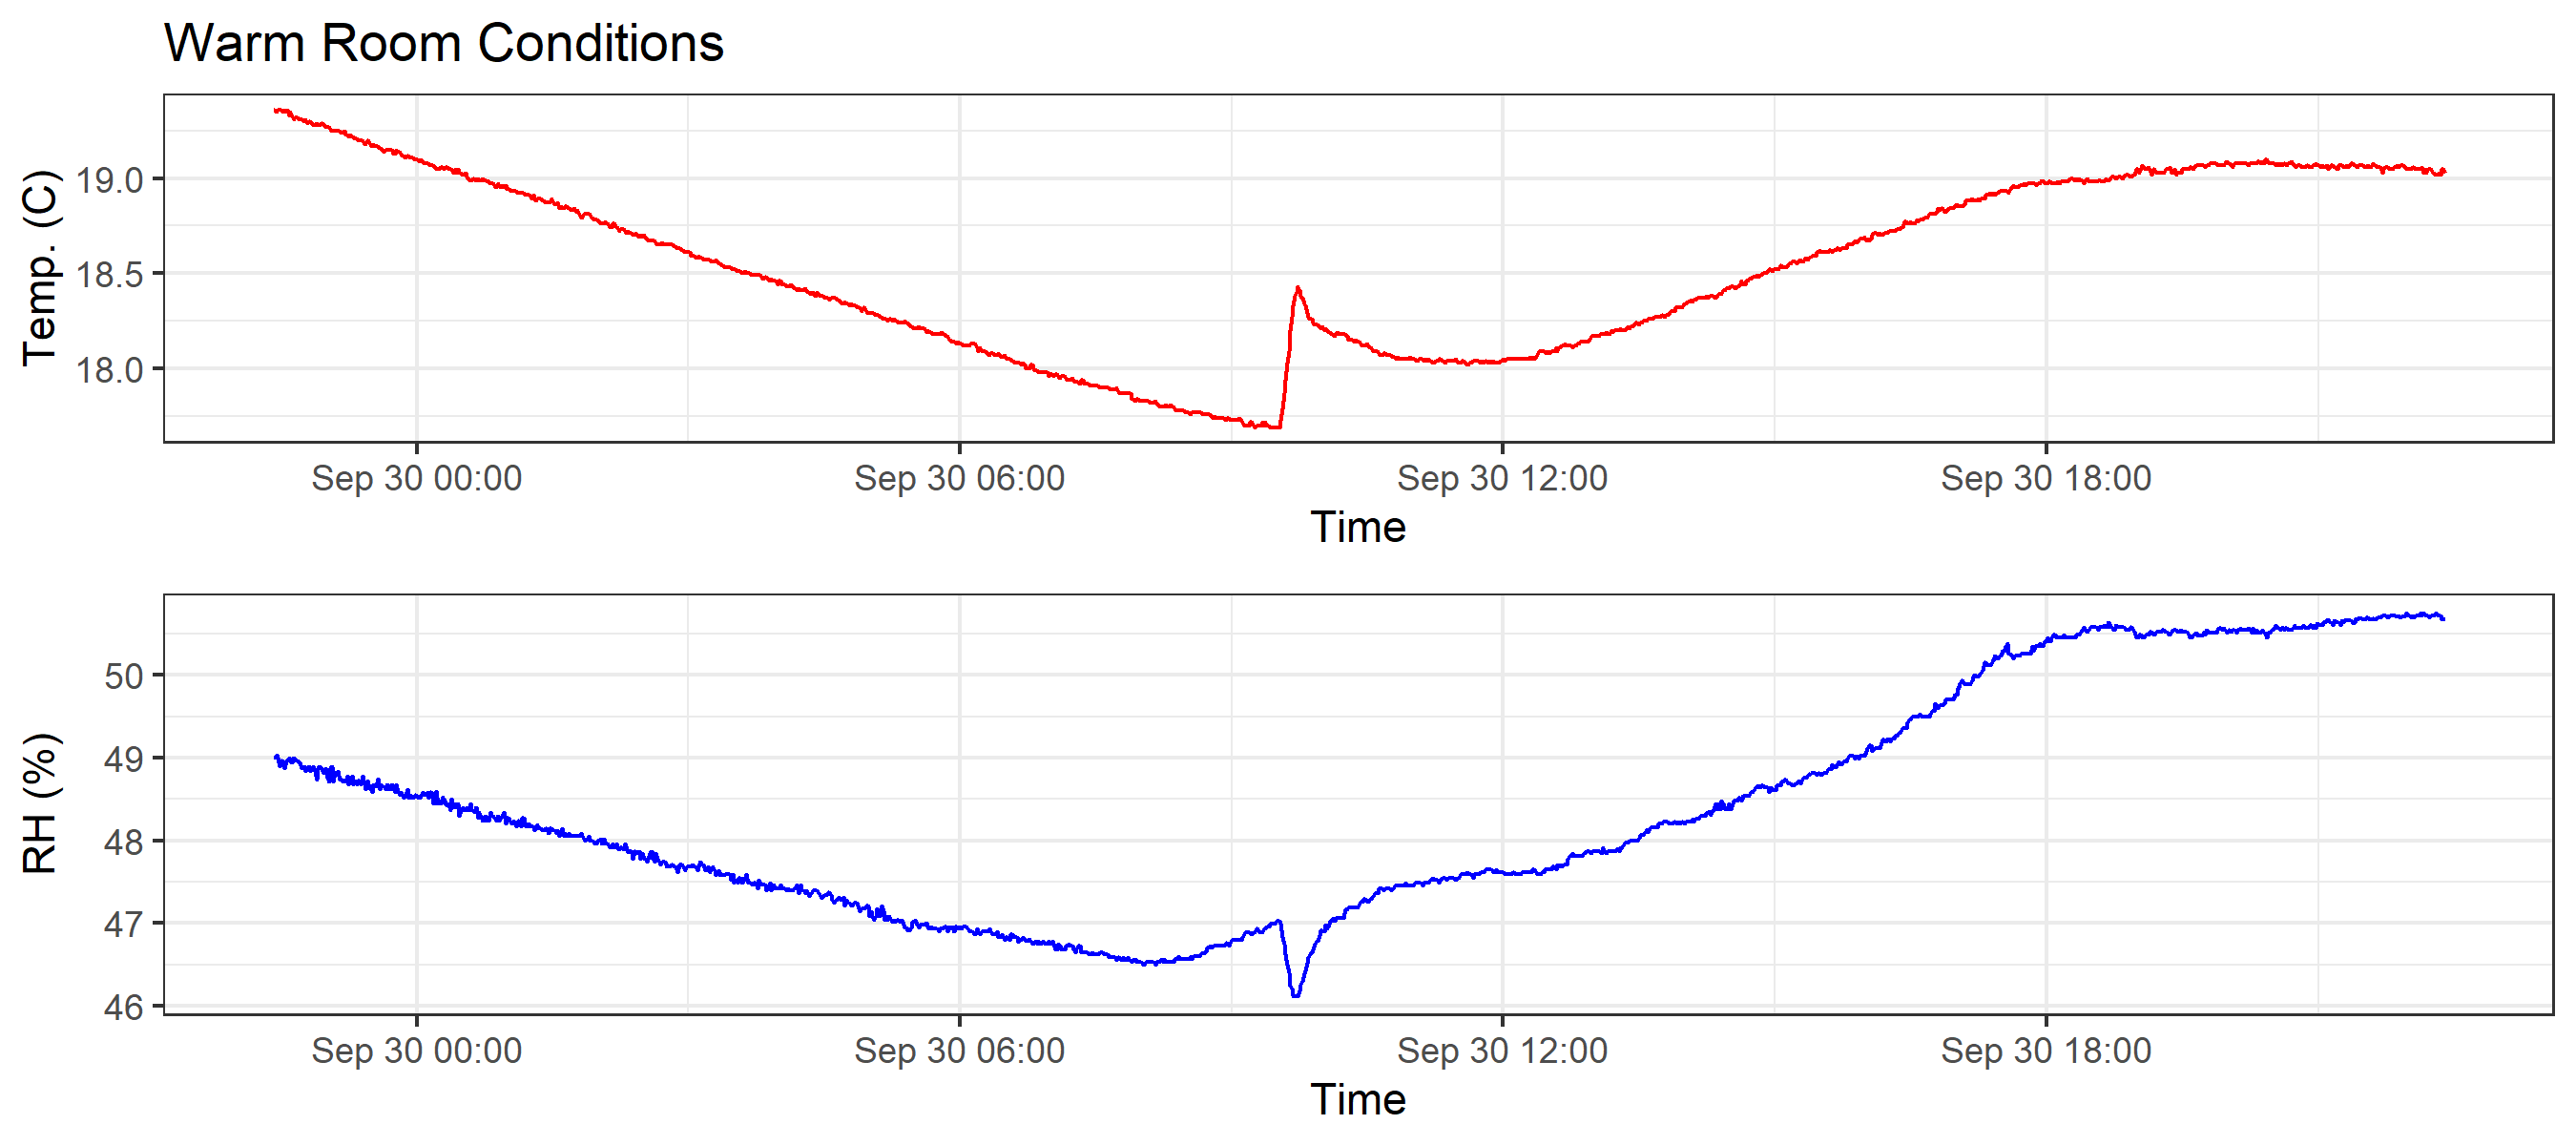 Warm Room Conditions
Temp. (C)
19.0
18.5
18.0
Sep 30 00:00 Sep 30 06:00 Sep 30 12:00 Sep 30 18:00
Time
RH (%)
50
49
48
47
46
Sep 30 00:00 Sep 30 06:00 Sep 30 12:00 Sep 30 18:00
Time